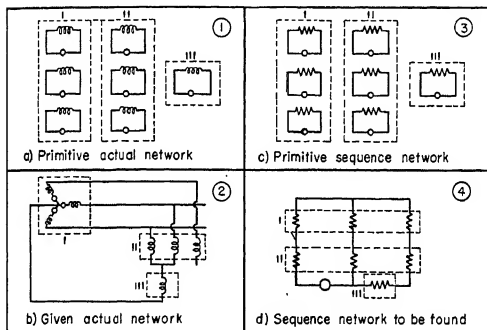 I II ① I II ③
III III
a) Primitive actual network c) Primitive sequence network
② ④
I I
II II
III III
b) Given actual network d) Sequence network to be found